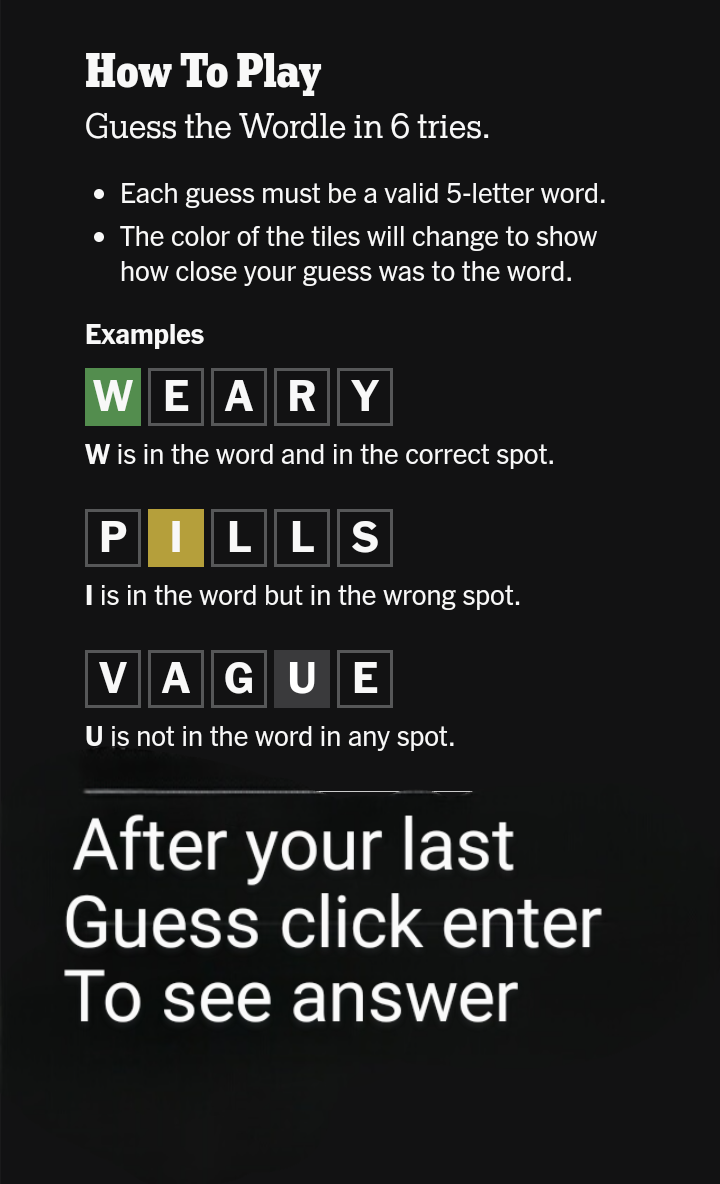 How To Play
Guess the Wordle in 6 tries.
• Each guess must be a valid 5-letter word.
• The color of the tiles will change to show
how close your guess was to the word.
Examples
W E A R Y
W is in the word and in the correct spot.
P I L L S
I is in the word but in the wrong spot.
V A G U E
U is not in the word in any spot.
After your last
Guess click enter
To see answer